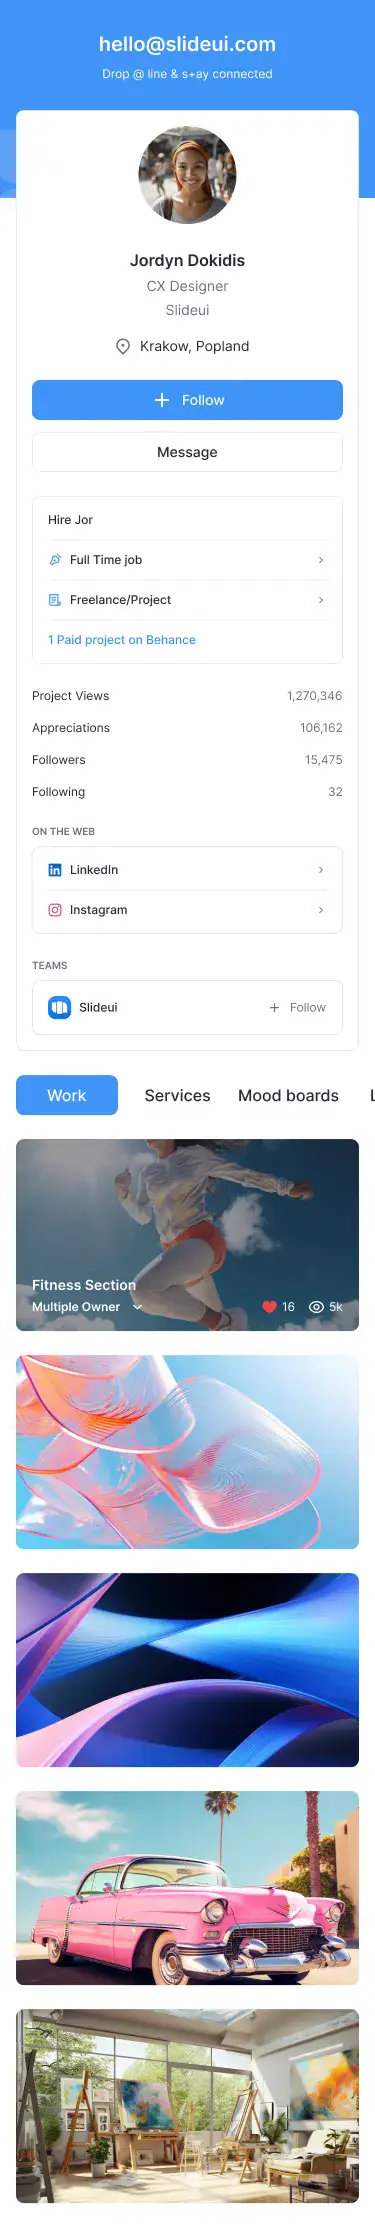 hello@slideui.com
Drop @ line & s+ay connected
Jordyn Dokidis
CX Designer
Slideui
Krakow, Popland
Follow
Message
Hire Jor
Full Time job
Freelance/Project
1 Paid project on Behance
Project Views 1,270,346
Appreciations 106,162
Followers 15,475
Following 32
ON THE WEB
LinkedIn
Instagram
TEAMS
Slideui + Follow
Work Services Mood boards
Fitness Section
Multiple Owner 16 5k